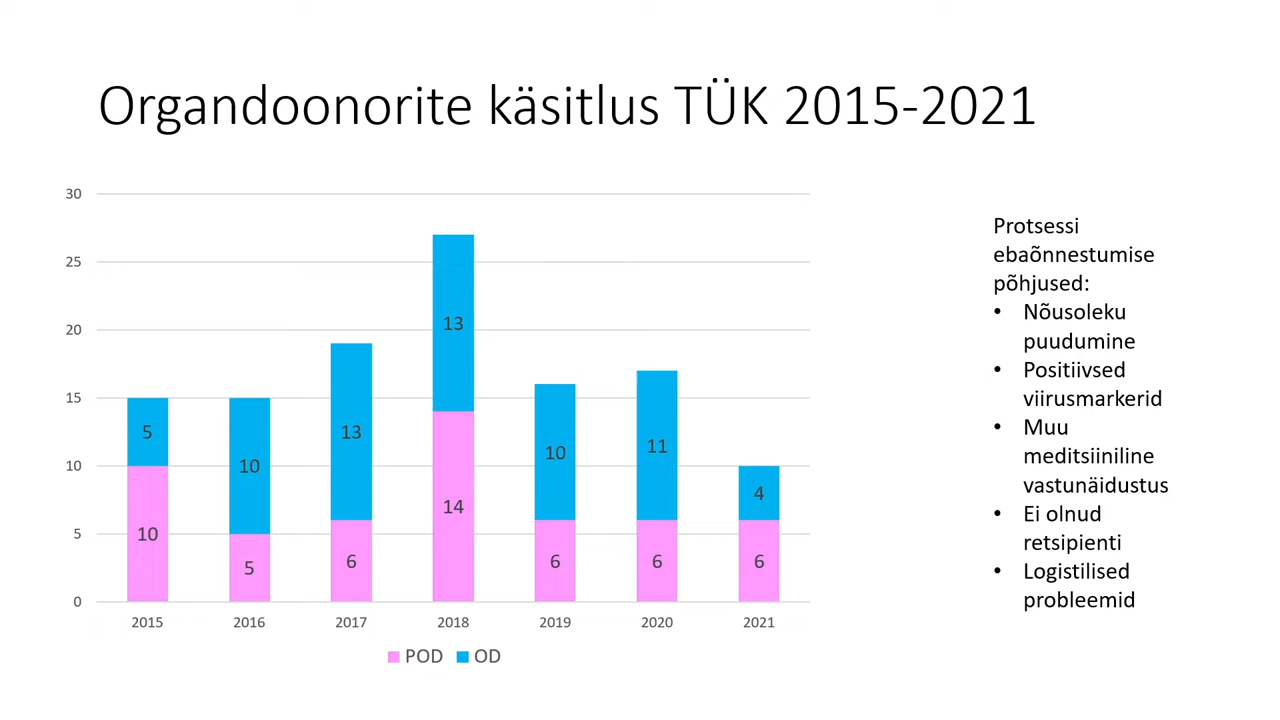 Organdoonorite käsitlus TÜK 2015-2021
30
25
20
15
10
5
0
5
10
13
13
10
11
4
10
5
6
14
6
6
6
2015 2016 2017 2018 2019 2020 2021
POD OD
Protsessi
ebaõnnestumise
põhjused:
• Nõusoleku
puudumine
• Positiivsed
viirusmarkerid
• Muu
meditsiiniline
vastunäidustus
• Ei olnud
retsipienti
• Logistilised
probleemid